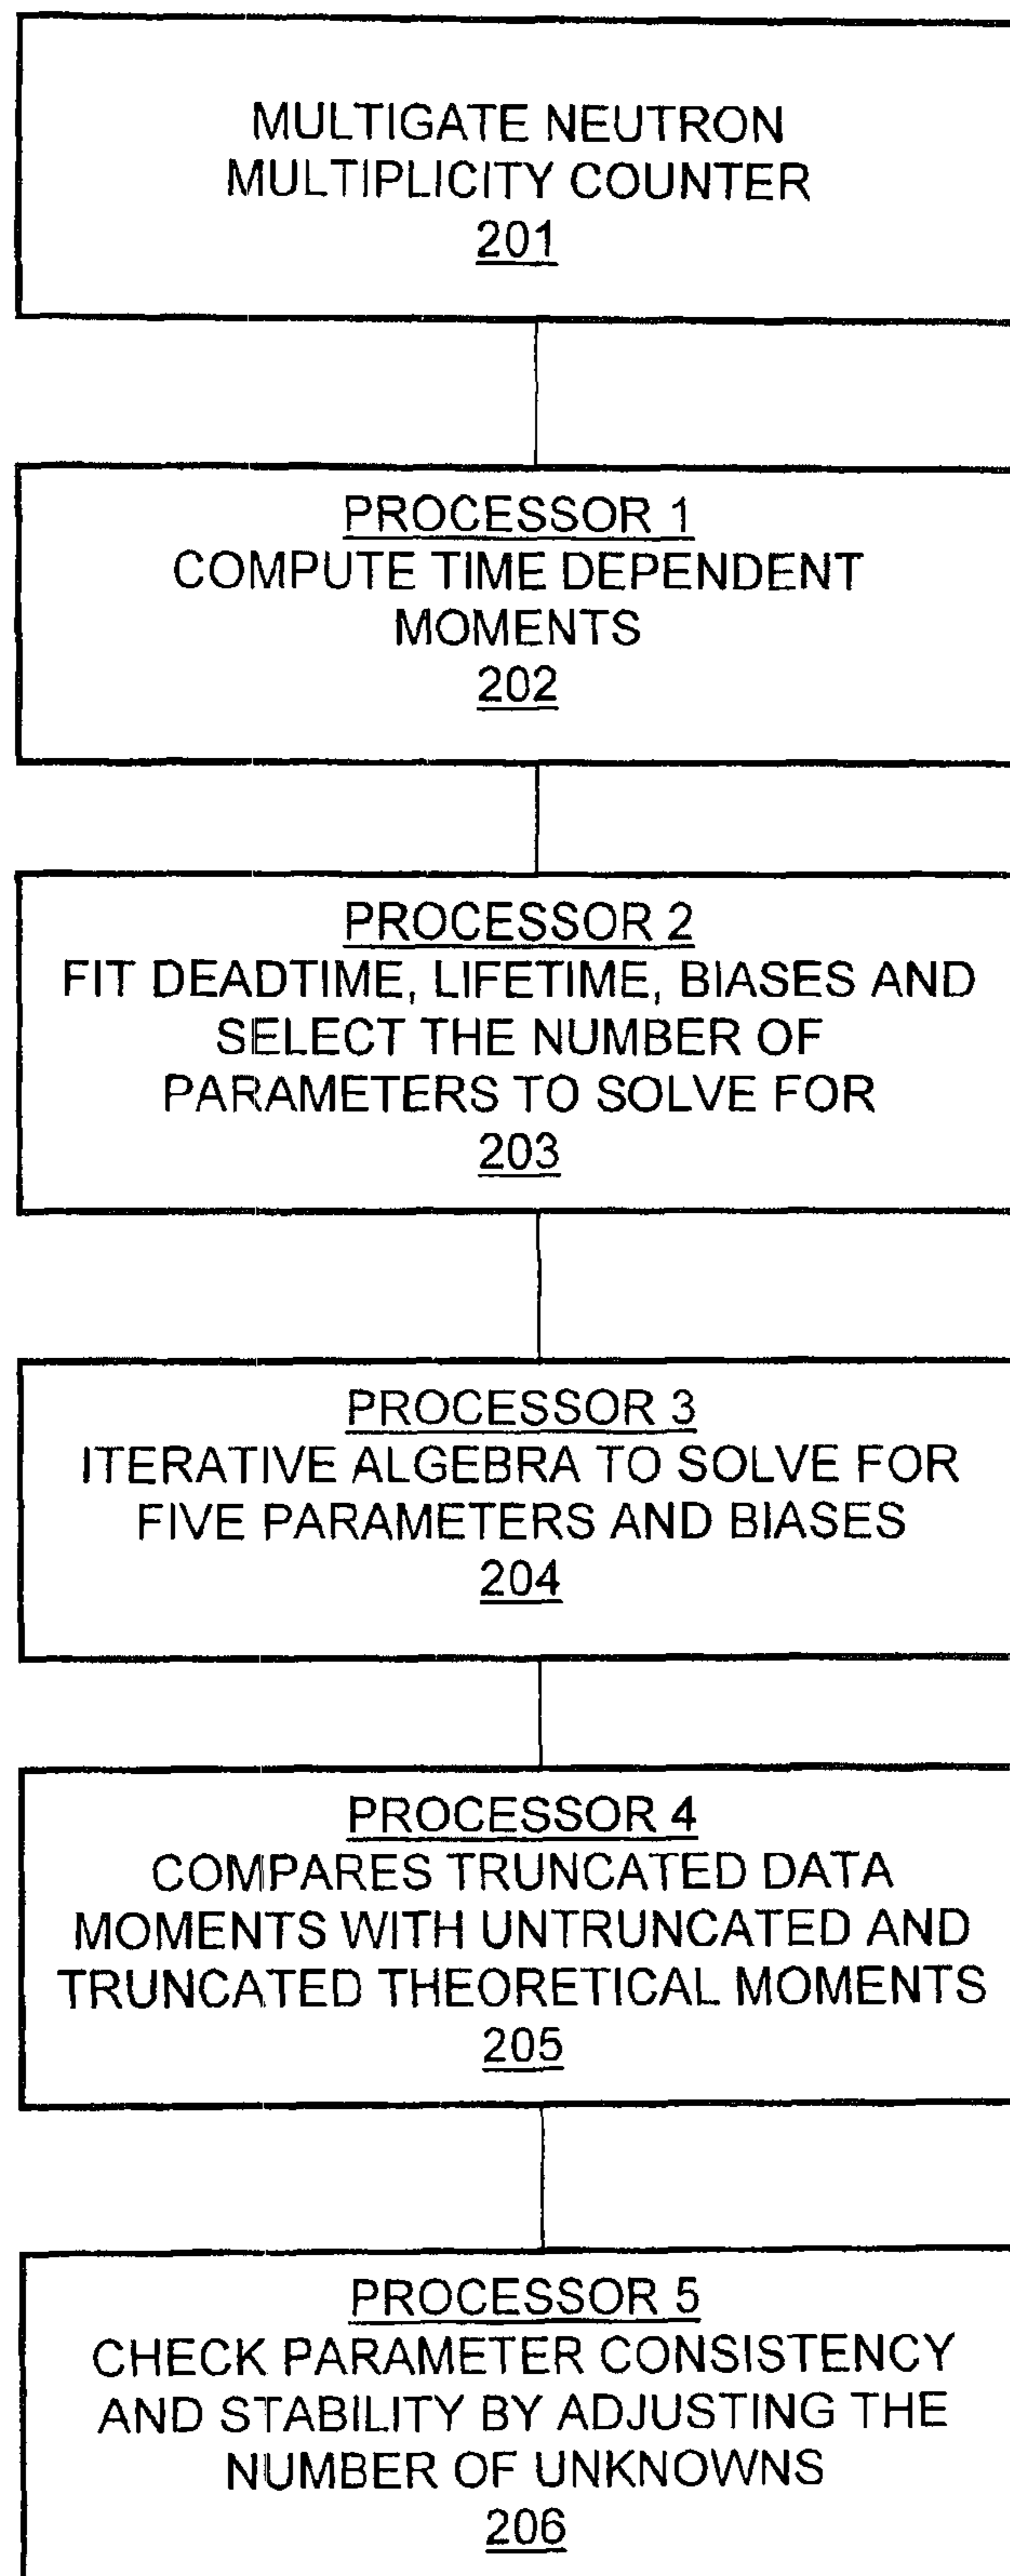 MULTIGATE NEUTRON
MULTIPLICITY COUNTER
201
PROCESSOR 1
COMPUTE TIME DEPENDENT
MOMENTS
202
PROCESSOR 2
FIT DEADTIME, LIFETIME, BIASES AND
SELECT THE NUMBER OF
PARAMETERS TO SOLVE FOR
203
PROCESSOR 3
ITERATIVE ALGEBRA TO SOLVE FOR
FIVE PARAMETERS AND BIASES
204
PROCESSOR 4
COMPARES TRUNCATED DATA
MOMENTS WITH UNTRUNCATED AND
TRUNCATED THEORETICAL MOMENTS
205
PROCESSOR 5
CHECK PARAMETER CONSISTENCY
AND STABILITY BY ADJUSTING THE
NUMBER OF UNKNOWNS
206